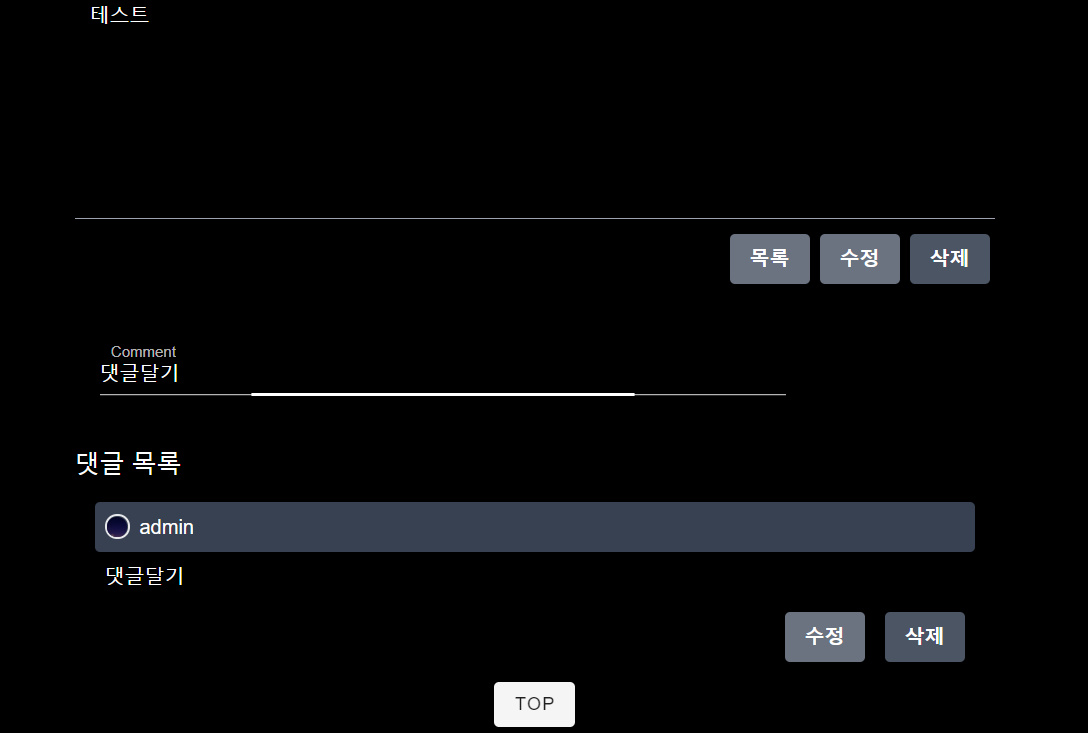 테스트
목록 수정 삭제
Comment
댓글달기
댓글 목록
admin
댓글달기
수정 삭제
TOP